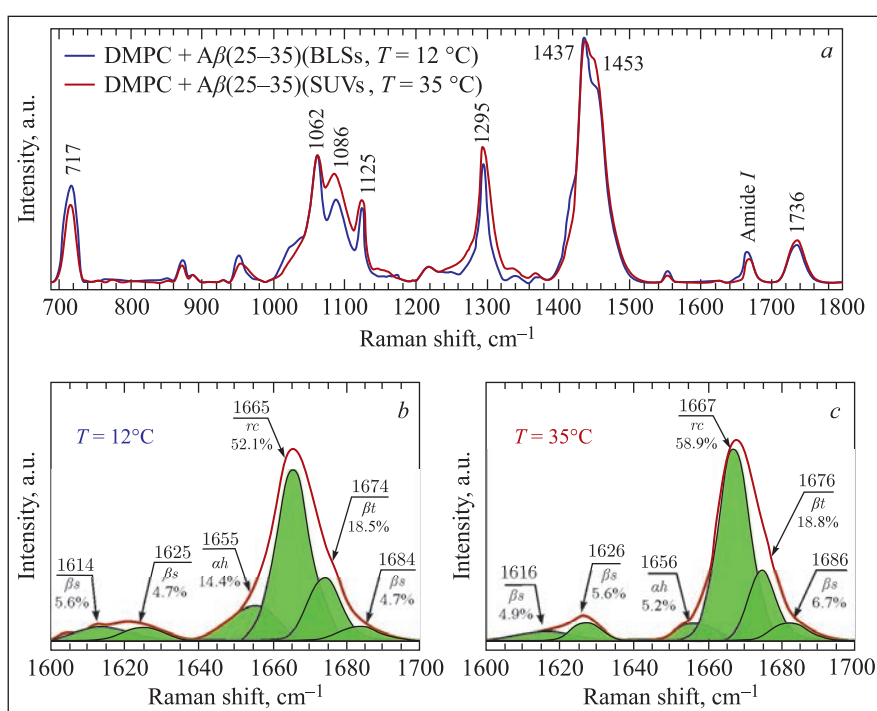 a
DMPC + Aβ(25–35)(BLSs, T = 12 °C)
DMPC + Aβ(25–35)(SUVs, T = 35 °C)
Intensity, a.u.
717
1062
1086
1125
1295
1437
1453
Amide I
1736
700 800 900 1000 1100 1200 1300 1400 1500 1600 1700 1800
Raman shift, cm–1
b
T = 12°C
Intensity, a.u.
1614
βs
5.6%
1625
βs
4.7%
1655
αh
14.4%
1665
rc
52.1%
1674
βt
18.5%
1684
βs
4.7%
1600 1620 1640 1660 1680 1700
Raman shift, cm–1
c
T = 35°C
Intensity, a.u.
1616
βs
4.9%
1626
βs
5.6%
1656
αh
5.2%
1667
rc
58.9%
1676
βt
18.8%
1686
βs
6.7%
1600 1620 1640 1660 1680 1700
Raman shift, cm–1